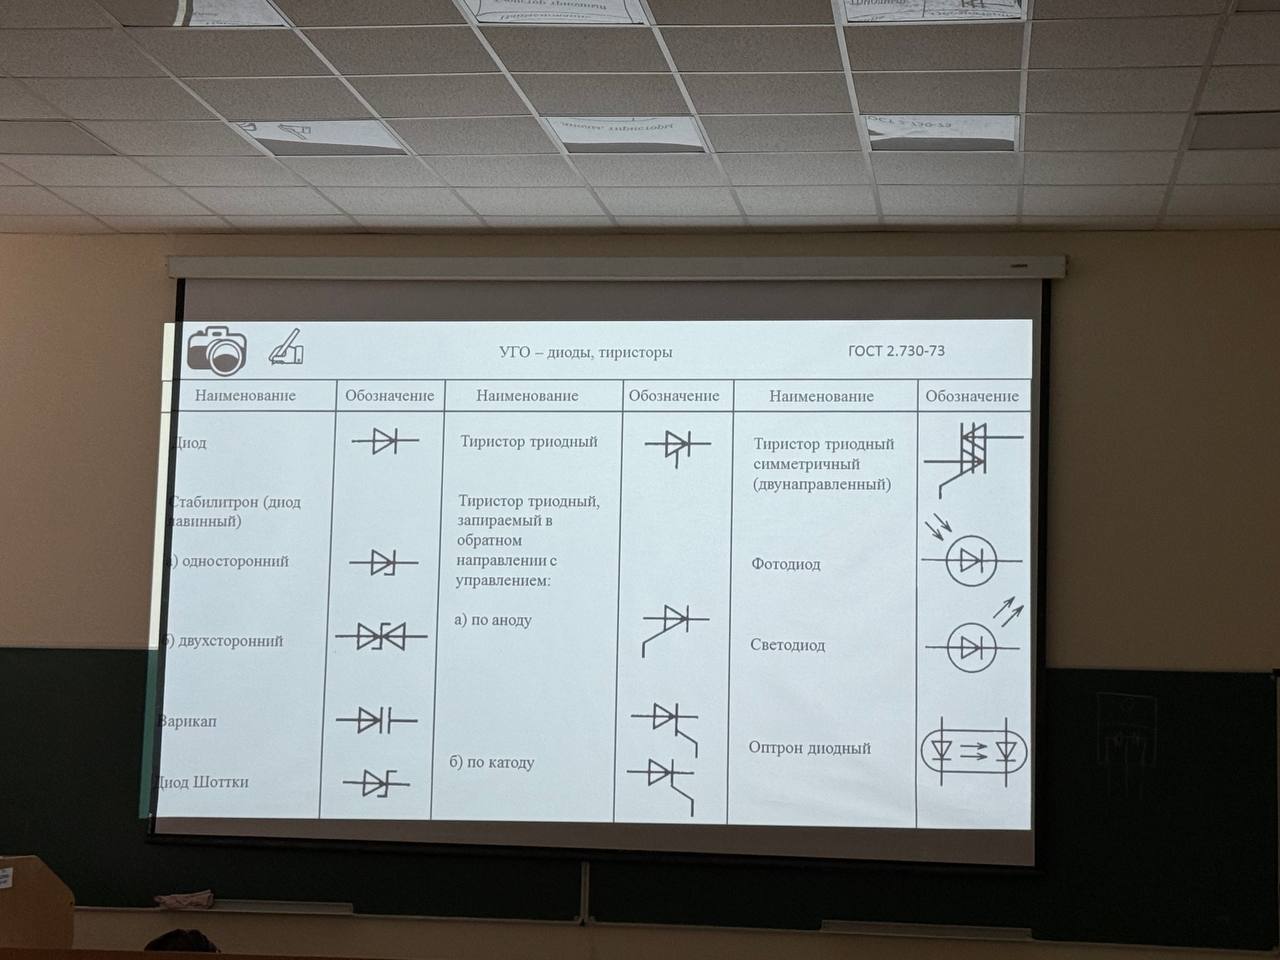 УГО – диоды, тиристоры
ГОСТ 2.730-73
Наименование
Обозначение
Наименование
Обозначение
Наименование
Обозначение
Диод
Стабилитрон (диод
лавинный)
а) односторонний
б) двухсторонний
Варикап
Диод Шоттки
Тиристор триодный
Тиристор триодный,
запираемый в
обратном
направлении с
управлением:
а) по аноду
б) по катоду
Тиристор триодный
симметричный
(двунаправленный)
Фотодиод
Светодиод
Оптрон диодный